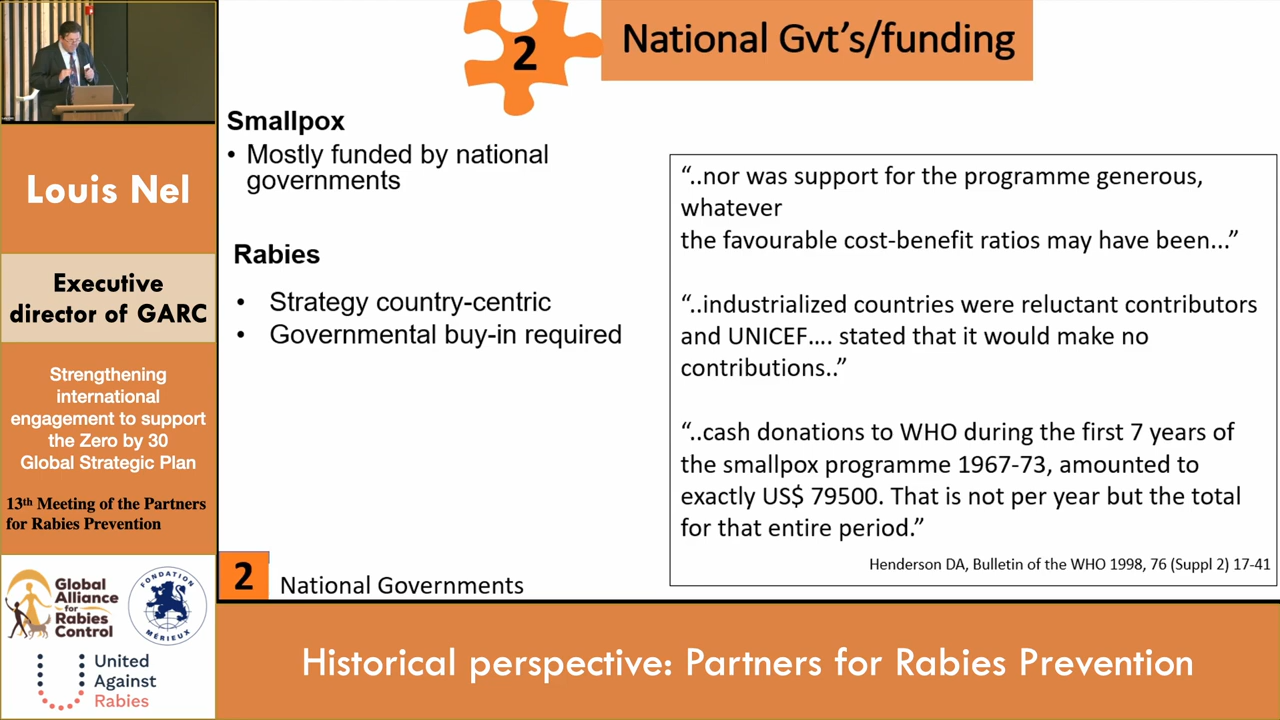 2
National Gvt's/funding
Smallpox
• Mostly funded by national
governments
Rabies
• Strategy country-centric
• Governmental buy-in required
“..nor was support for the programme generous,
whatever
the favourable cost-benefit ratios may have been...”
“..industrialized countries were reluctant contributors
and UNICEF.... stated that it would make no
contributions..”
“..cash donations to WHO during the first 7 years of
the smallpox programme 1967-73, amounted to
exactly US$ 79500. That is not per year but the total
for that entire period.”
Henderson DA, Bulletin of the WHO 1998, 76 (Suppl 2) 17-41
2
National Governments
Louis Nel
Executive
director of GARC
Strengthening
international
engagement to support
the Zero by 30
Global Strategic Plan
13th Meeting of the Partners
for Rabies Prevention
Global
Alliance
for
Rabies
Control
FONDATION
MÉRIEUX
United
Against
Rabies
Historical perspective: Partners for Rabies Prevention